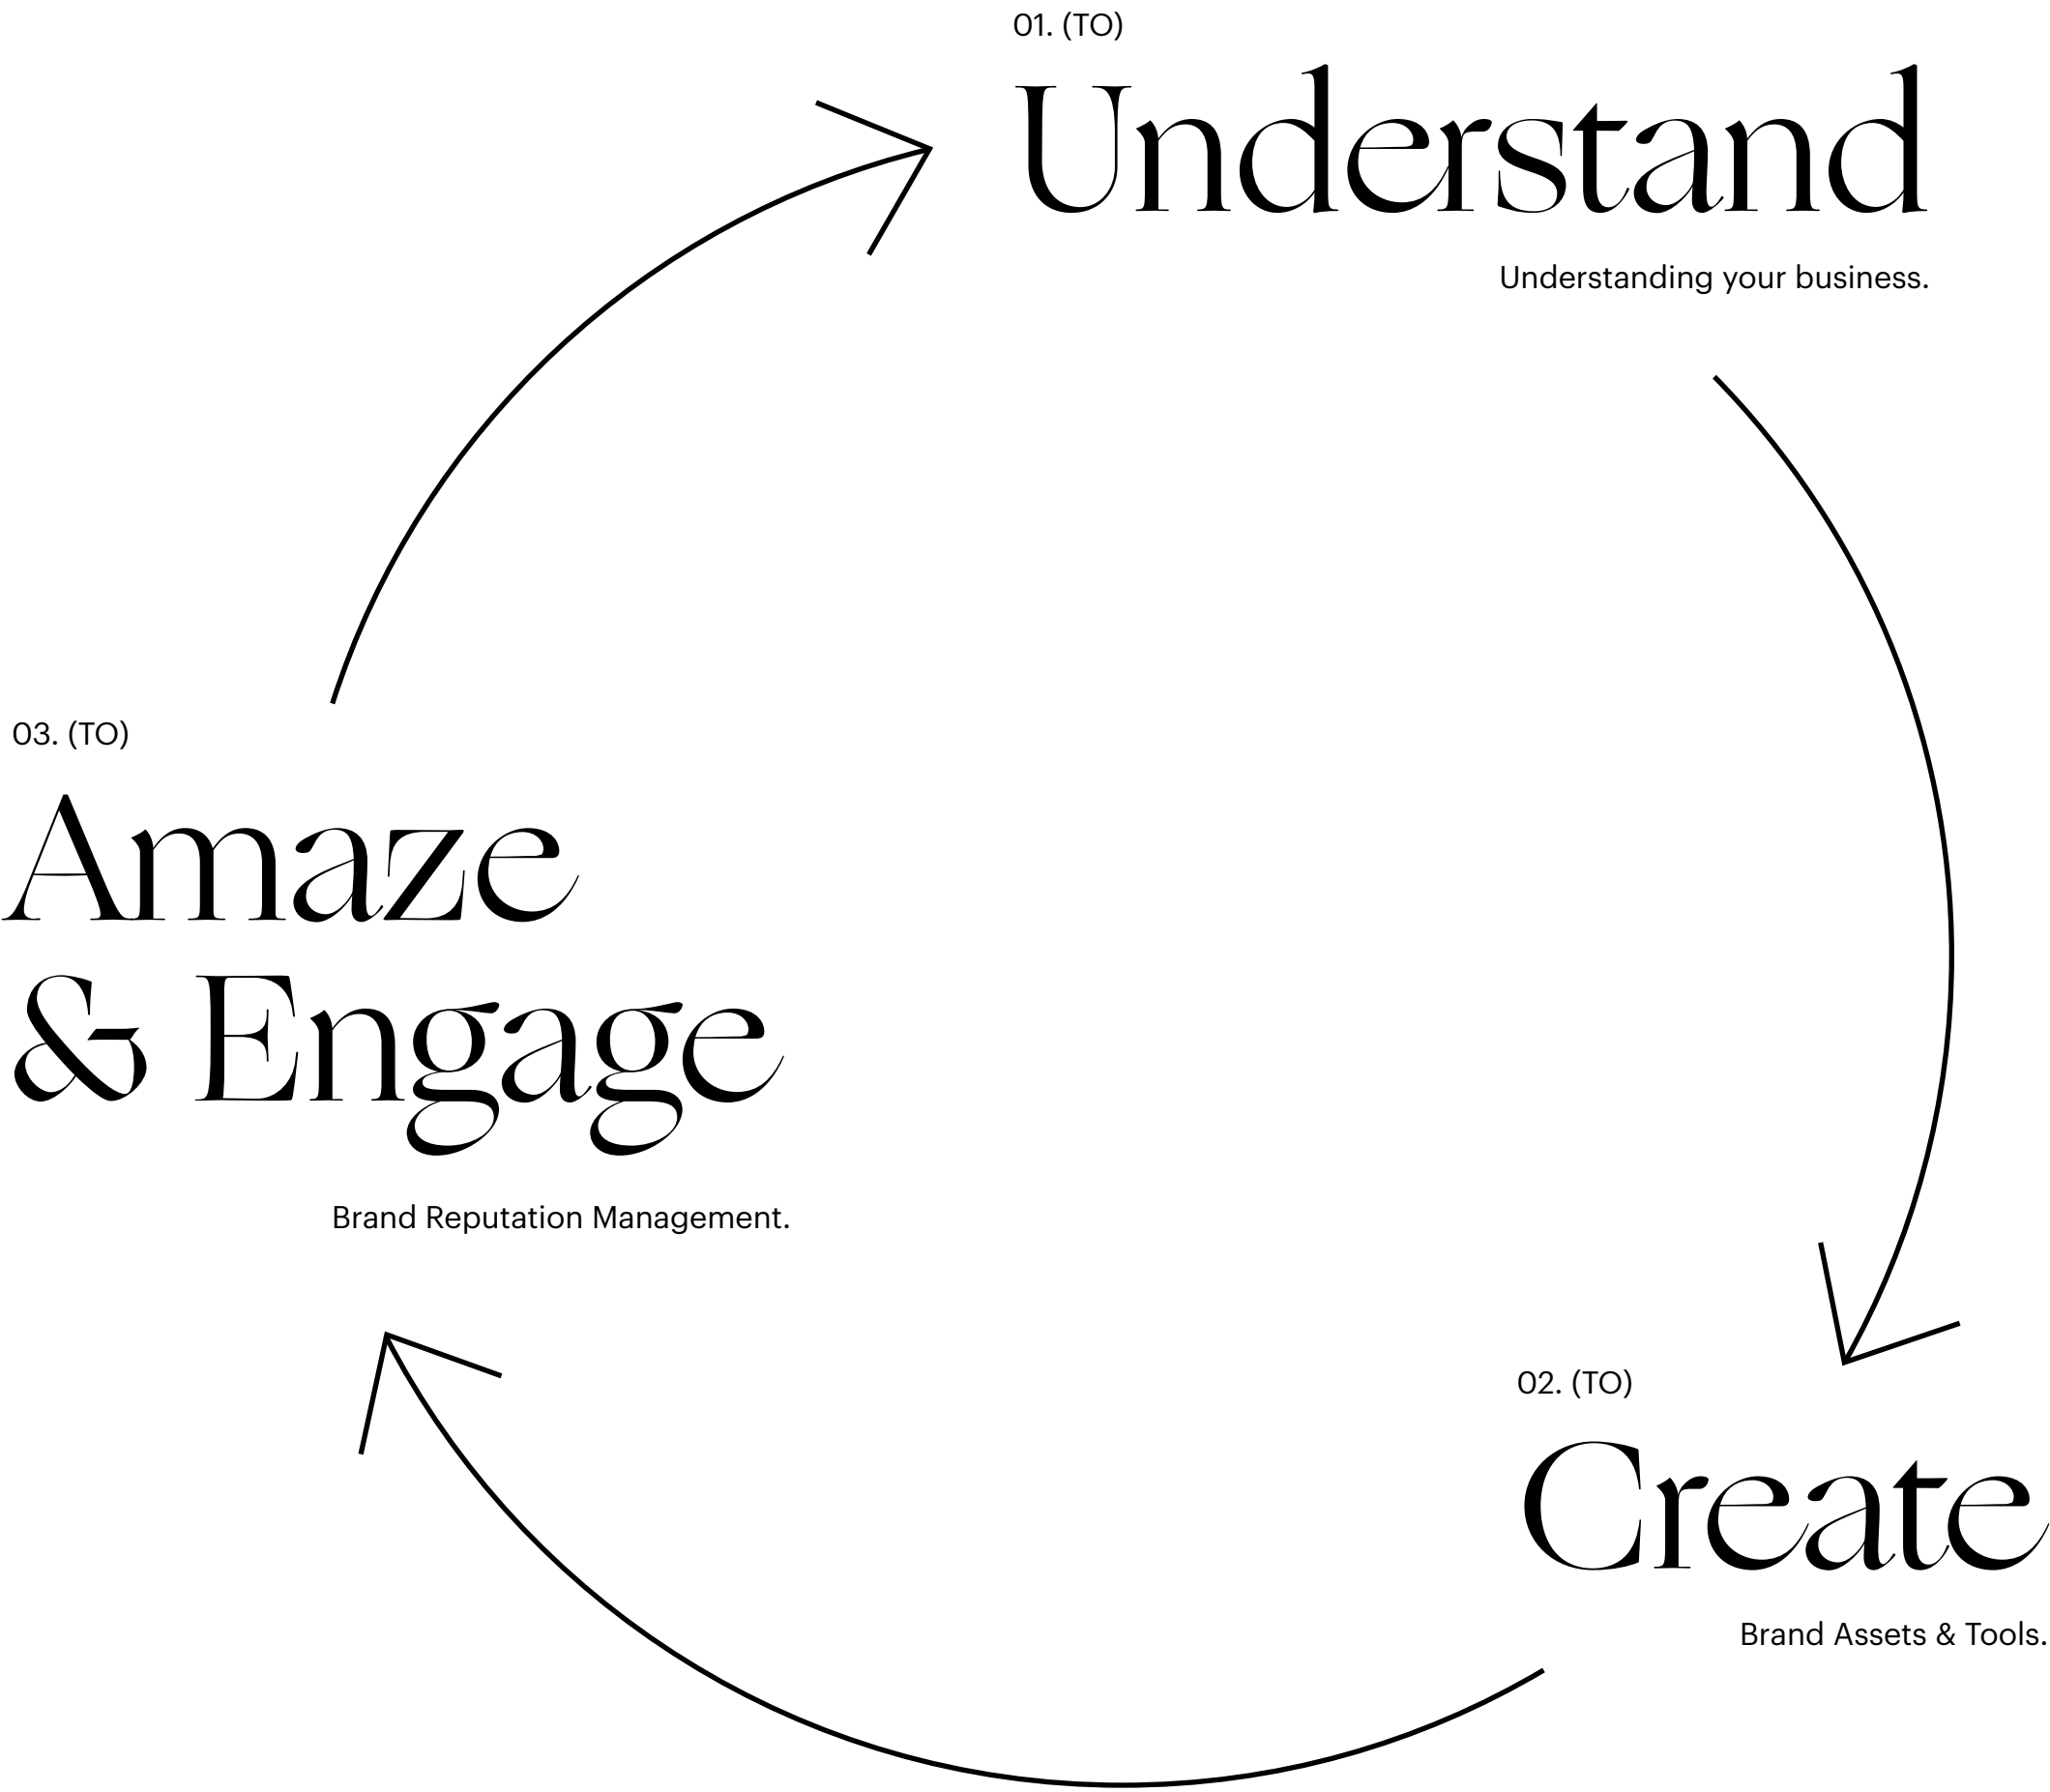 01. (TO)
Understand
Understanding your business.
02. (TO)
Create
Brand Assets & Tools.
03. (TO)
Amaze
& Engage
Brand Reputation Management.